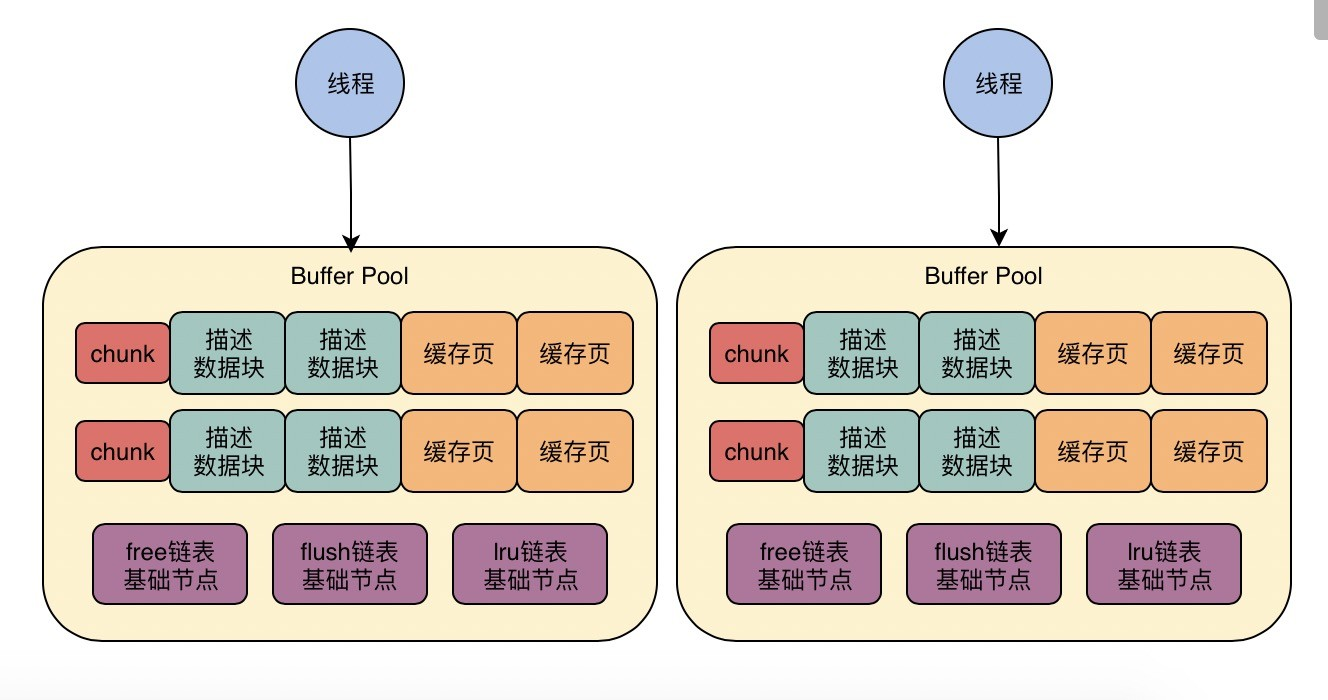 线程
线程
Buffer Pool
chunk
描述
数据块
描述
数据块
缓存页
缓存页
chunk
描述
数据块
描述
数据块
缓存页
缓存页
free链表
基础节点
flush链表
基础节点
lru链表
基础节点
Buffer Pool
chunk
描述
数据块
描述
数据块
缓存页
缓存页
chunk
描述
数据块
描述
数据块
缓存页
缓存页
free链表
基础节点
flush链表
基础节点
lru链表
基础节点